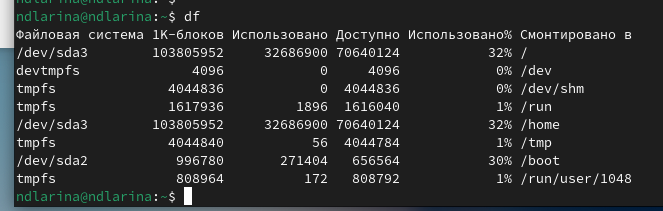 ndlarina@ndlarina:~$ df
Файловая система 1K-блоков Использовано Доступно Использовано% Смонтировано в
/dev/sda3 103805952 32686900 70640124 32% /
devtmpfs 4096 0 4096 0% /dev
tmpfs 4044836 0 4044836 0% /dev/shm
tmpfs 1617936 1896 1616040 1% /run
/dev/sda3 103805952 32686900 70640124 32% /home
tmpfs 4044840 56 4044784 1% /tmp
/dev/sda2 996780 271404 656564 30% /boot
tmpfs 808964 172 808792 1% /run/user/1048
ndlarina@ndlarina:~$